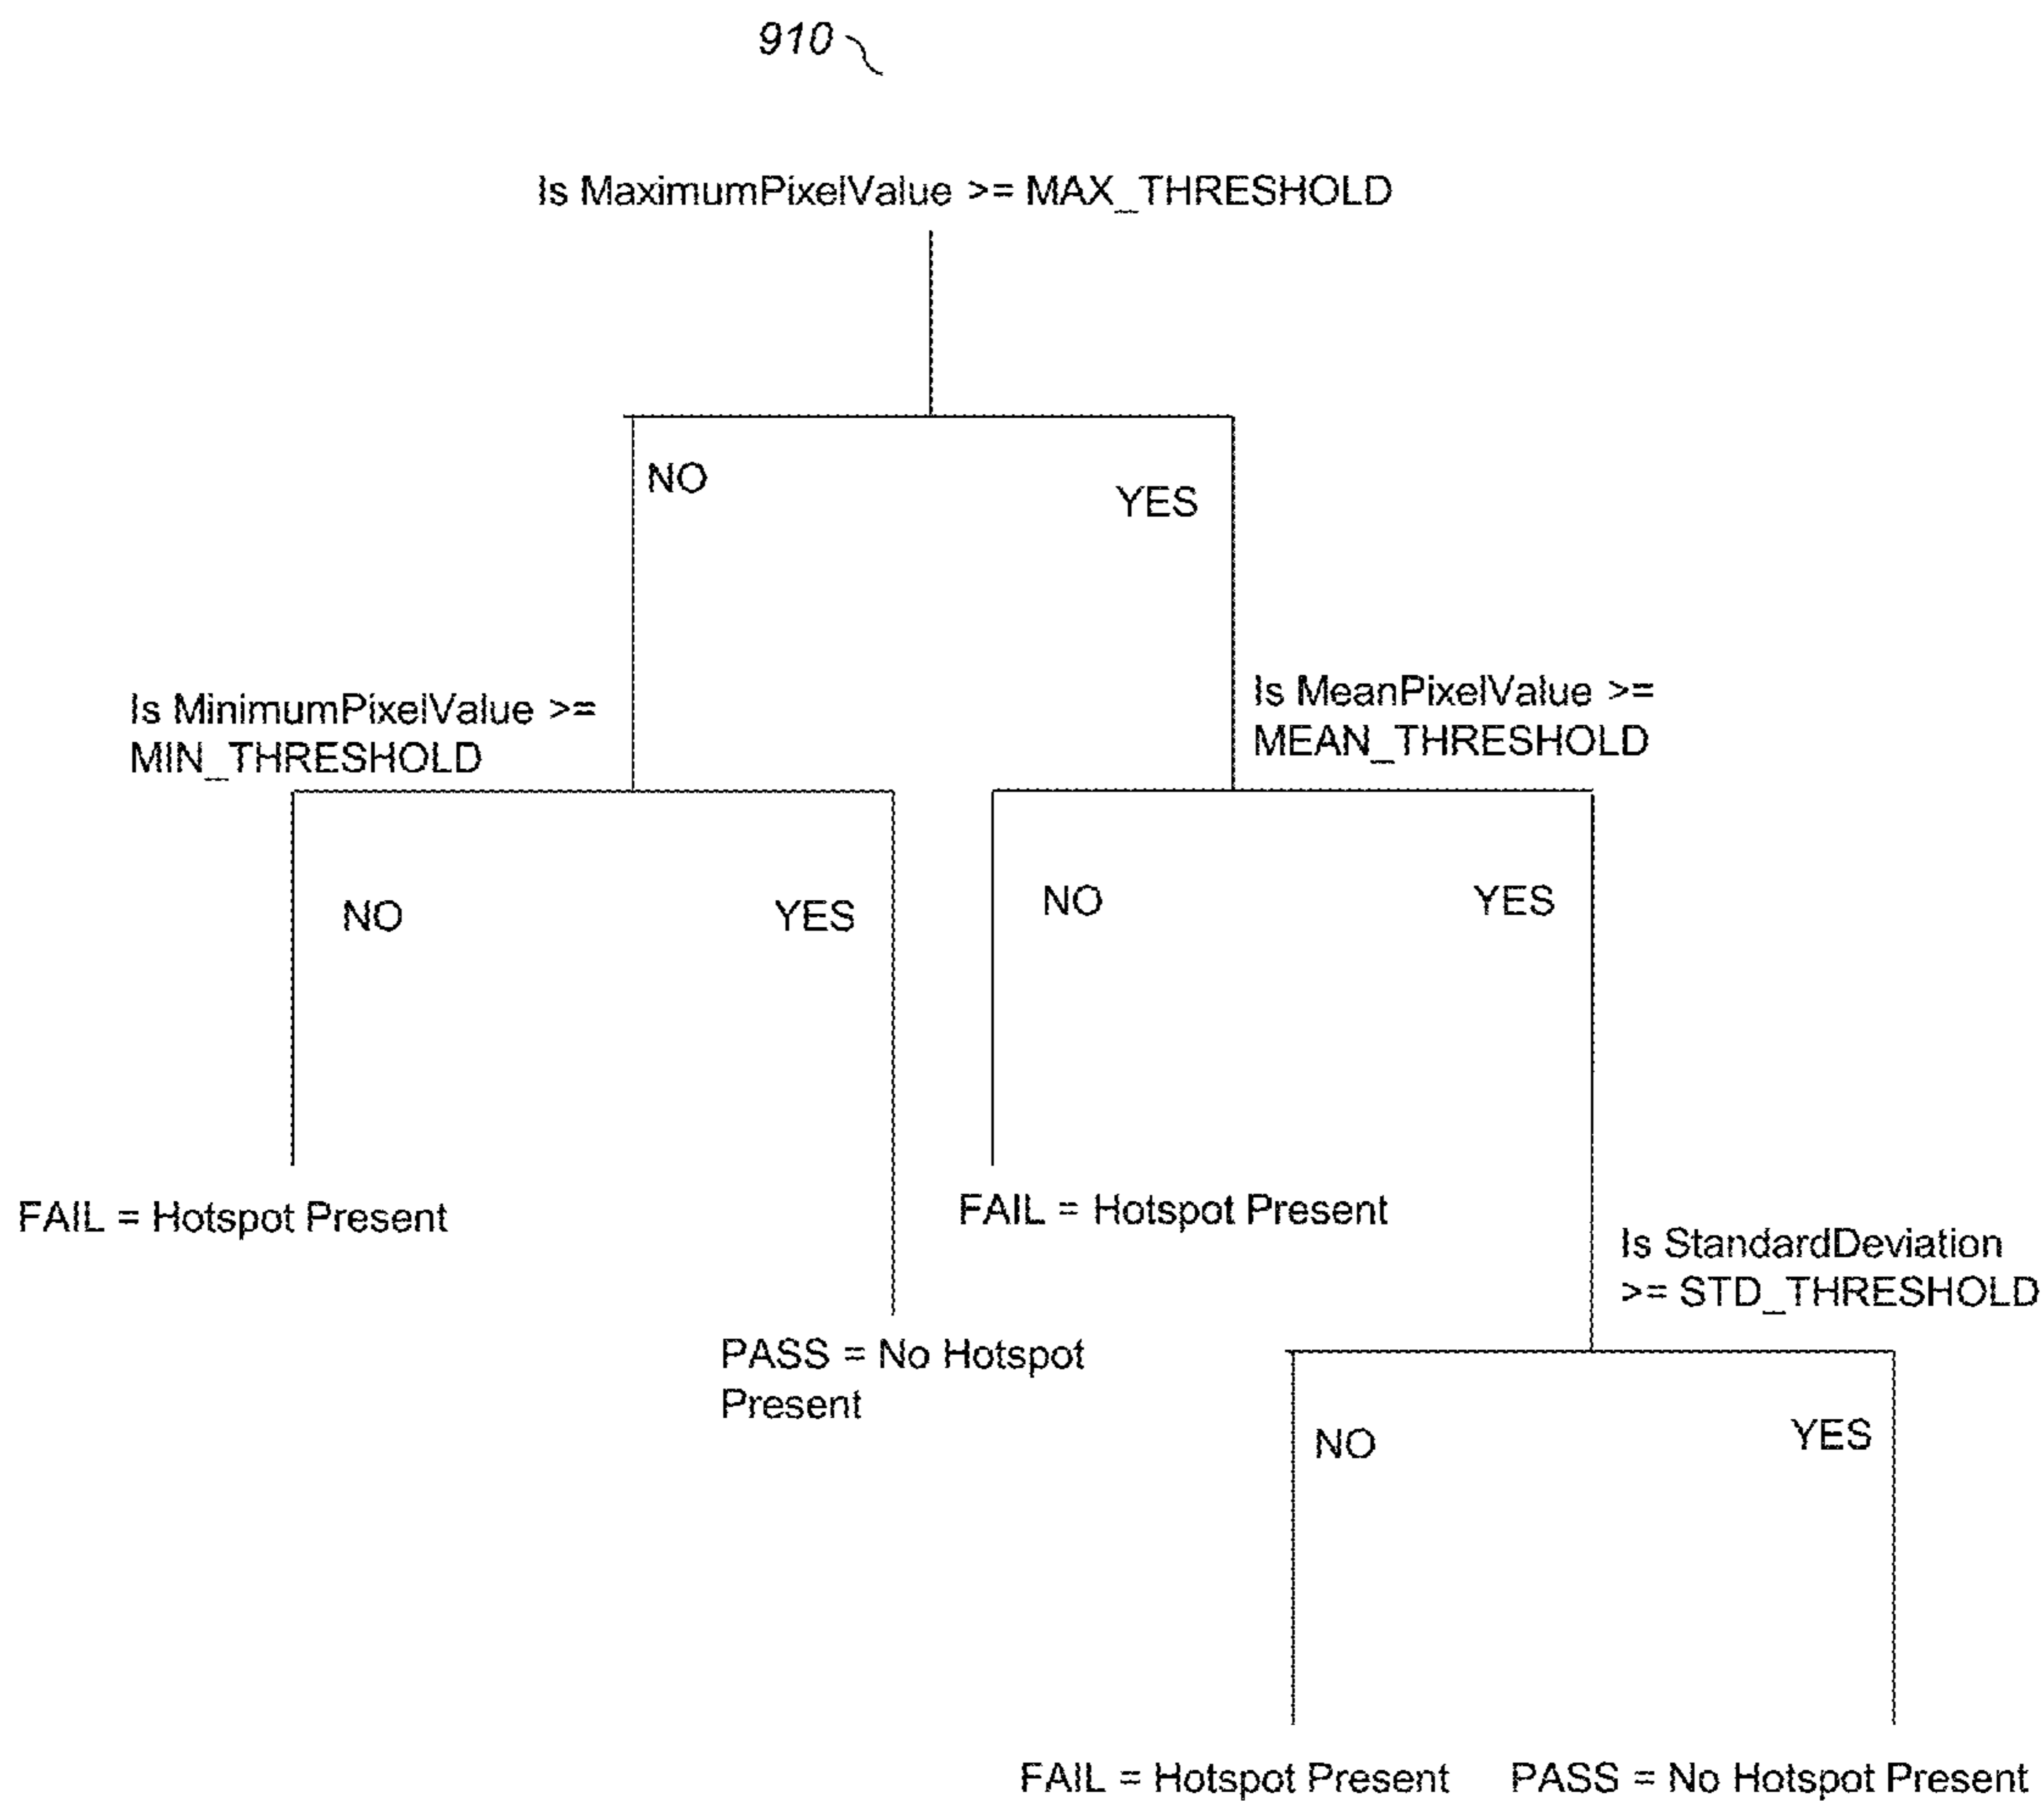 910
Is MaximumPixelValue >= MAX_THRESHOLD
NO
YES
Is MinimumPixelValue >=
MIN_THRESHOLD
Is MeanPixelValue >=
MEAN_THRESHOLD
NO
YES
NO
YES
FAIL = Hotspot Present
FAIL = Hotspot Present
Is StandardDeviation
>= STD_THRESHOLD
PASS = No Hotspot
Present
NO
YES
FAIL = Hotspot Present
PASS = No Hotspot Present